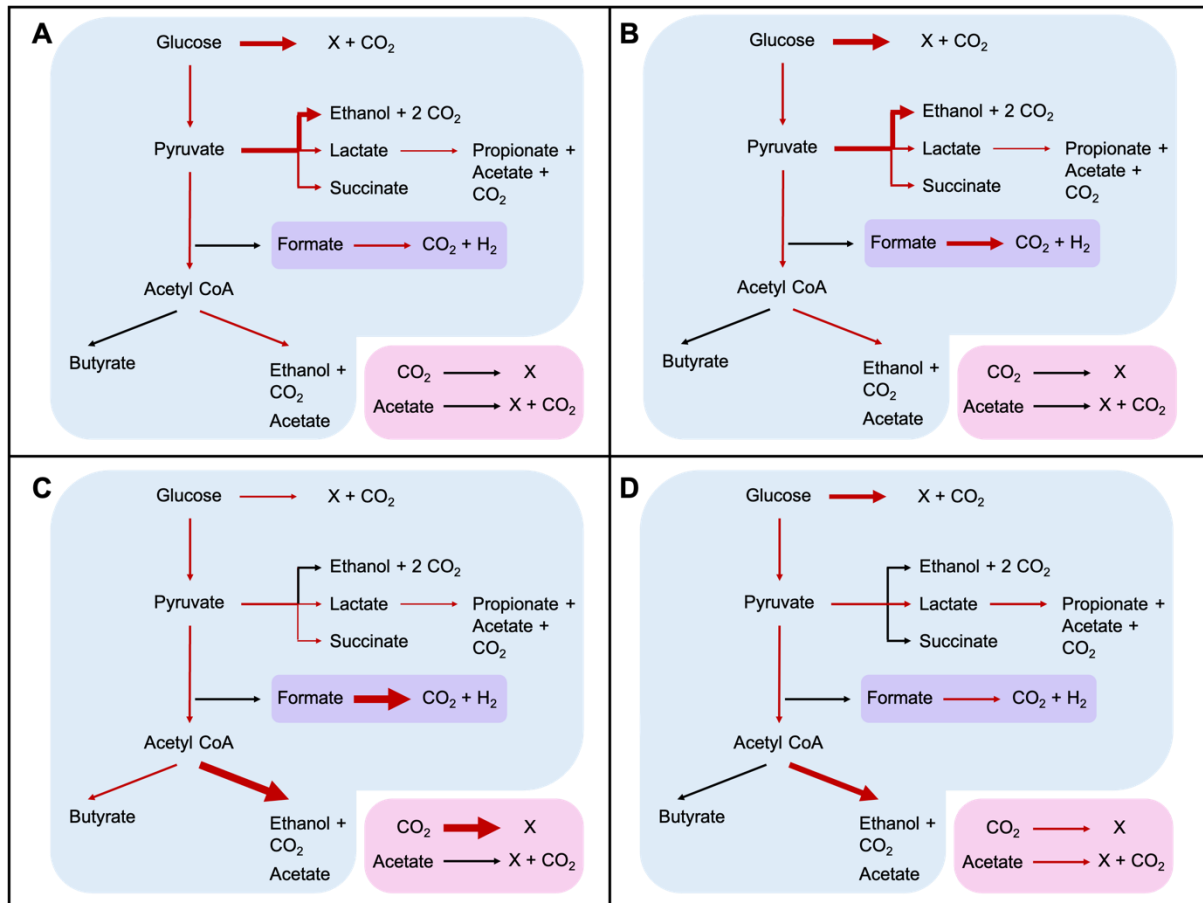 A
Glucose
X + CO₂
Ethanol + 2 CO₂
Pyruvate
Lactate
Propionate +
Acetate +
CO₂
Succinate
Formate
CO₂ + H₂
Acetyl CoA
Butyrate
Ethanol +
CO₂
Acetate
CO₂
X
Acetate
X + CO₂
B
Glucose
X + CO₂
Ethanol + 2 CO₂
Pyruvate
Lactate
Propionate +
Acetate +
CO₂
Succinate
Formate
CO₂ + H₂
Acetyl CoA
Butyrate
Ethanol +
CO₂
Acetate
CO₂
X
Acetate
X + CO₂
C
Glucose
X + CO₂
Ethanol + 2 CO₂
Pyruvate
Lactate
Propionate +
Acetate +
CO₂
Succinate
Formate
CO₂ + H₂
Acetyl CoA
Butyrate
Ethanol +
CO₂
Acetate
CO₂
X
Acetate
X + CO₂
D
Glucose
X + CO₂
Ethanol + 2 CO₂
Pyruvate
Lactate
Propionate +
Acetate +
CO₂
Succinate
Formate
CO₂ + H₂
Acetyl CoA
Butyrate
Ethanol +
CO₂
Acetate
CO₂
X
Acetate
X + CO₂